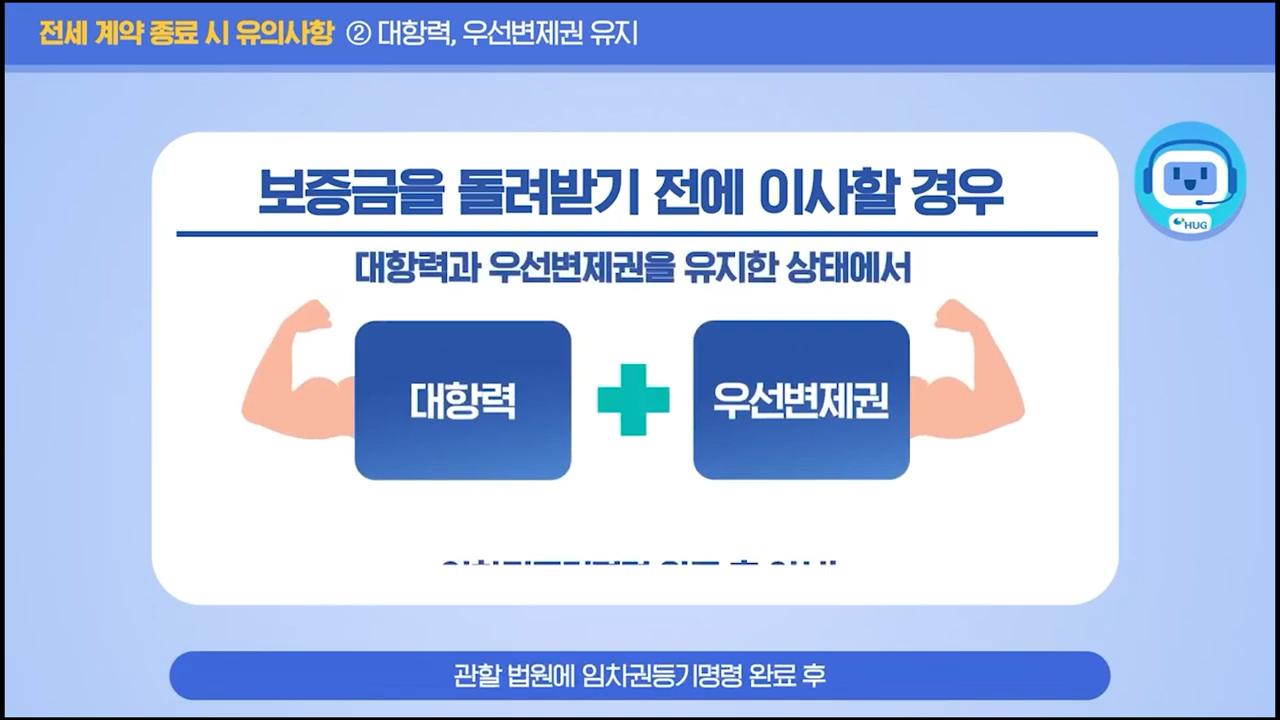 전세 계약 종료 시 유의사항 ② 대항력, 우선변제권 유지
HUG
보증금을 돌려받기 전에 이사할 경우
대항력과 우선변제권을 유지한 상태에서
대항력
우선변제권
관할 법원에 임차권등기명령 완료 후